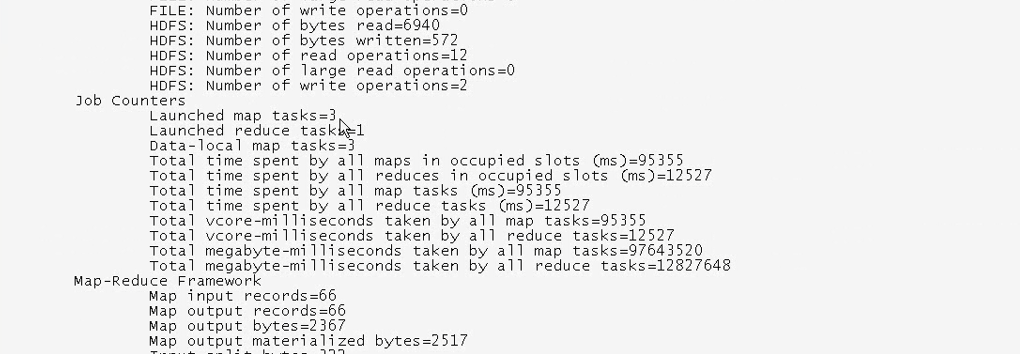 FILE: Number of write operations=0
HDFS: Number of bytes read=6940
HDFS: Number of bytes written=572
HDFS: Number of read operations=12
HDFS: Number of large read operations=0
HDFS: Number of write operations=2
Job Counters
Launched map tasks=3
Launched reduce tasks=1
Data-local map tasks=3
Total time spent by all maps in occupied slots (ms)=95355
Total time spent by all reduces in occupied slots (ms)=12527
Total time spent by all map tasks (ms)=95355
Total time spent by all reduce tasks (ms)=12527
Total vcore-milliseconds taken by all map tasks=95355
Total vcore-milliseconds taken by all reduce tasks=12527
Total megabyte-milliseconds taken by all map tasks=97643520
Total megabyte-milliseconds taken by all reduce tasks=12827648
Map-Reduce Framework
Map input records=66
Map output records=66
Map output bytes=2367
Map output materialized bytes=2517